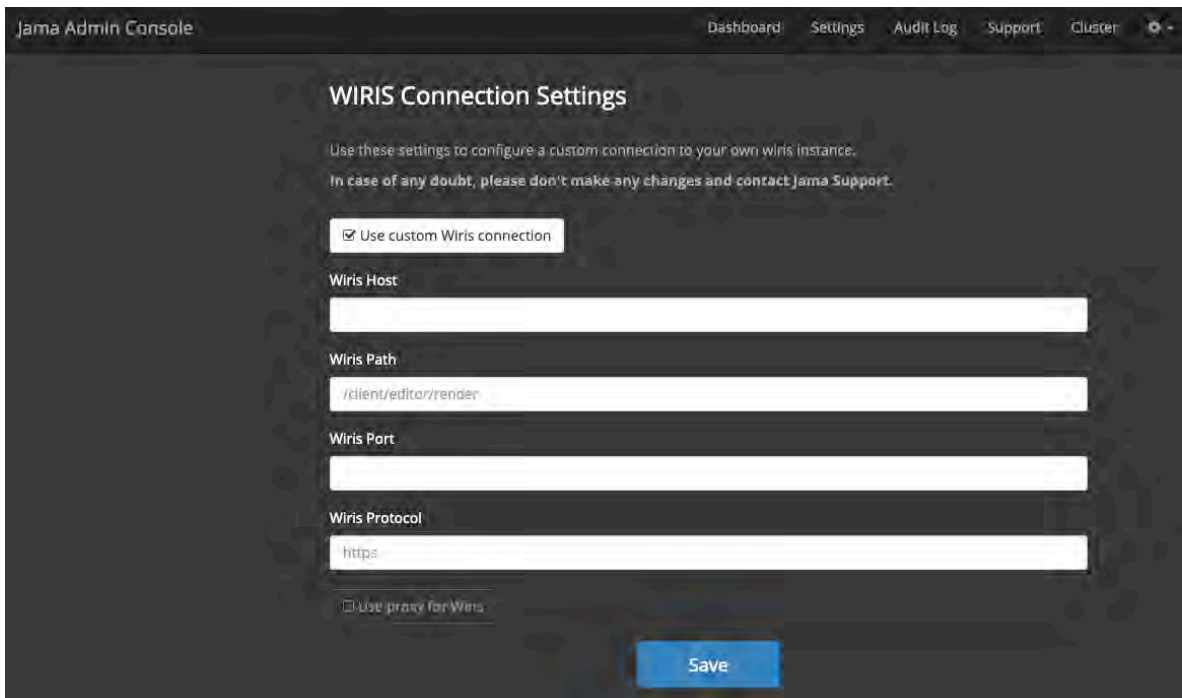 Jama Admin Console Dashboard Settings Audit Log Support Cluster
WIRIS Connection Settings
Use these settings to configure a custom connection to your own wiris instance.
In case of any doubt, please don't make any changes and contact Jama Support.
Use custom Wiris connection
Wiris Host
Wiris Path
/client/editor/render
Wiris Port
Wiris Protocol
https
Use proxy for Wiris
Save